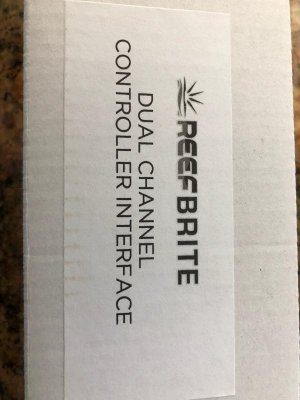 REEFBRITE
DUAL CHANNEL
CONTROLLER INTERFACE